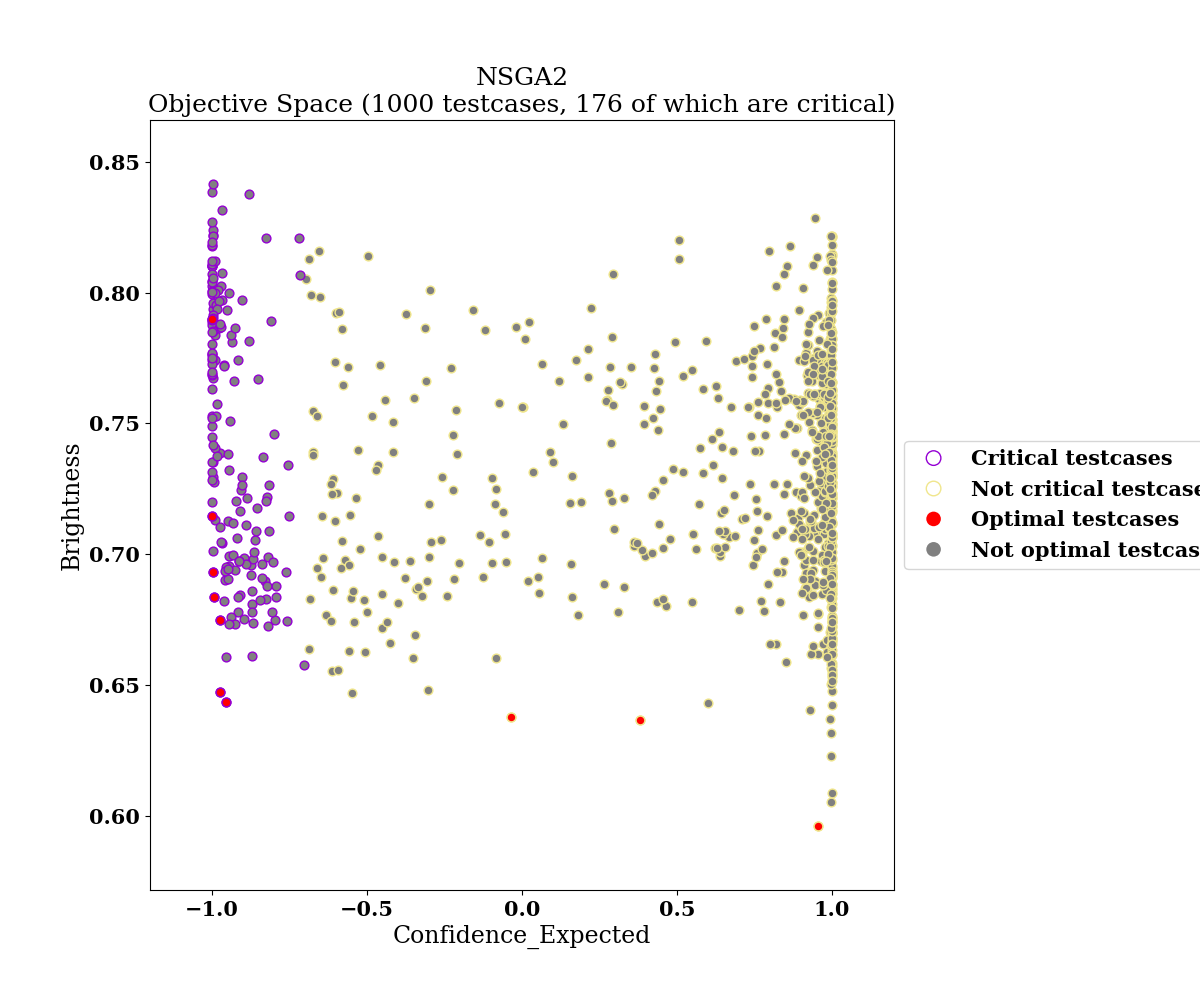 NSGA2
Objective Space (1000 testcases, 176 of which are critical)
0.85
0.80
0.75
0.70
0.65
0.60
Brightness
−1.0
−0.5
0.0
0.5
1.0
Confidence_Expected
Critical testcases
Not critical testcase
Optimal testcases
Not optimal testcas